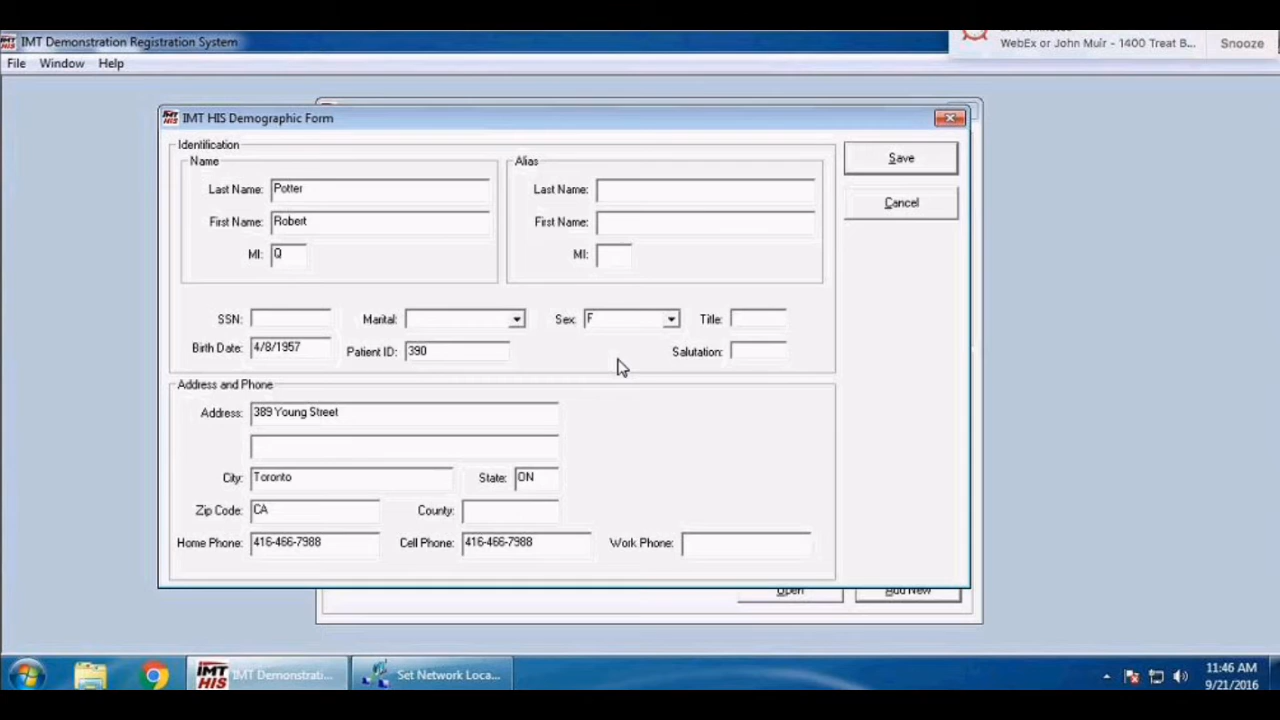 IMT Demonstration Registration System
WebEx or John Muir - 1400 Treat B...
Snooze
File Window Help
IMT HIS Demographic Form
Identification
Name
Last Name: Potter
First Name: Robert
MI: Q
Alias
Last Name:
First Name:
MI:
Save
Cancel
SSN: Marital: Sex: F Title:
Birth Date: 4/8/1957 Patient ID: 390 Salutation:
Address and Phone
Address: 389 Young Street
City: Toronto State: ON
Zip Code: CA County:
Home Phone: 416-466-7988 Cell Phone: 416-466-7988 Work Phone:
Open Add New
IMT HIS
IMT Demonstrati...
Set Network Loca...
11:46 AM
9/21/2016